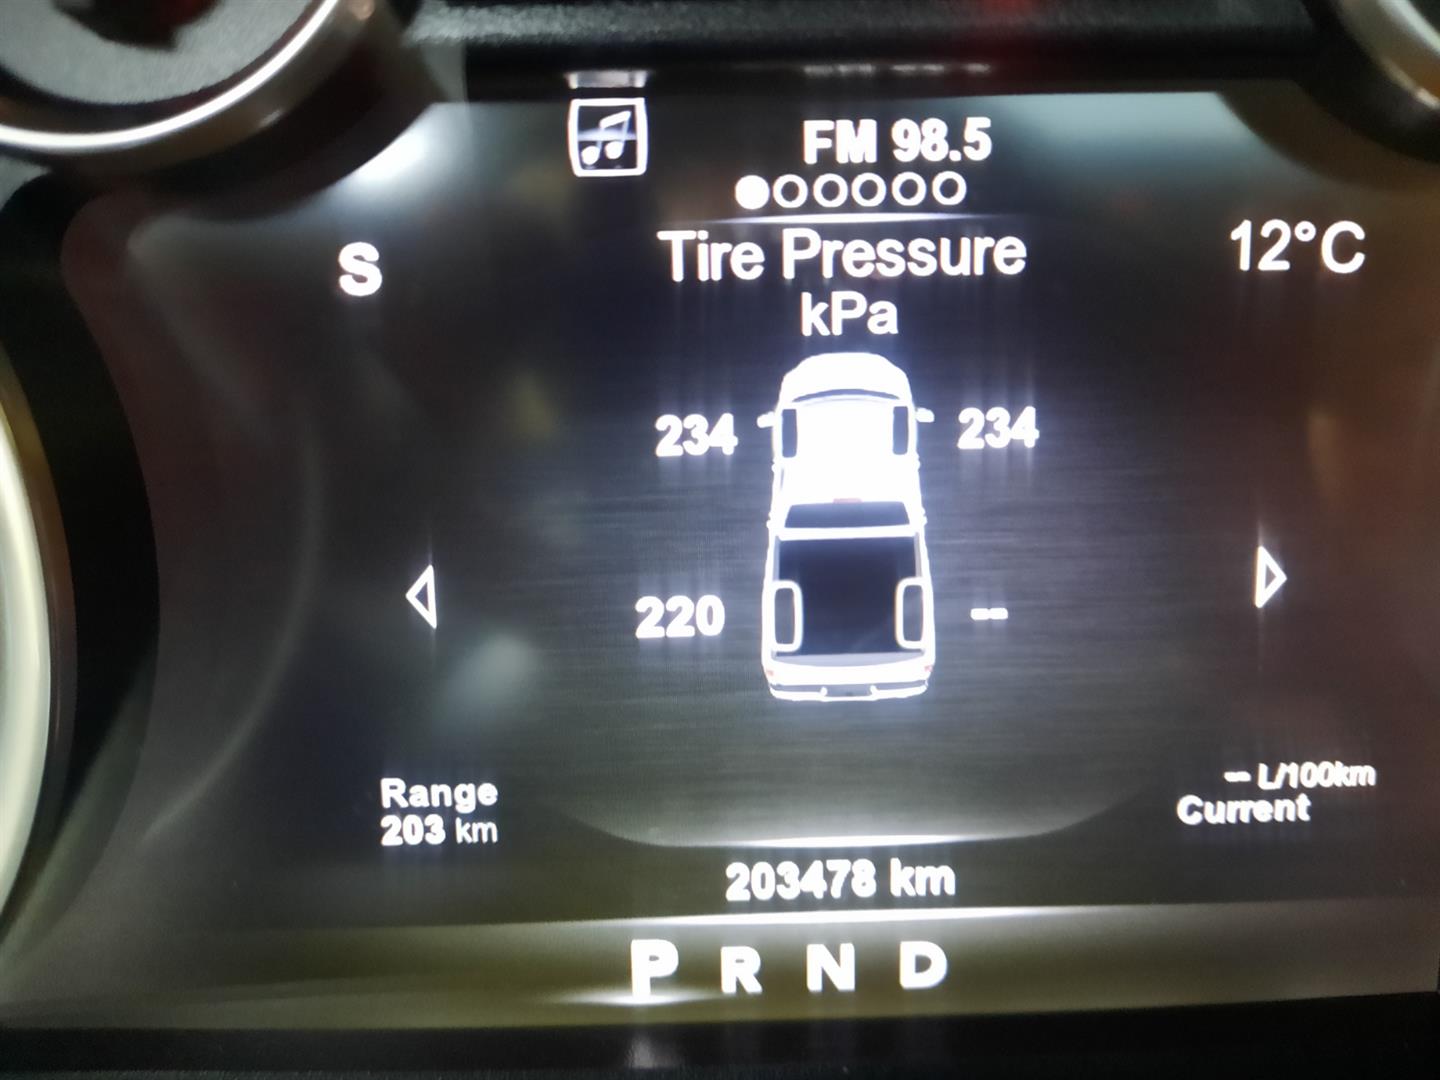 FM 98.5
S
Tire Pressure
12°C
kPa
234
234
220
--
Range
203 km
-- L/100km
Current
203478 km
P R N D